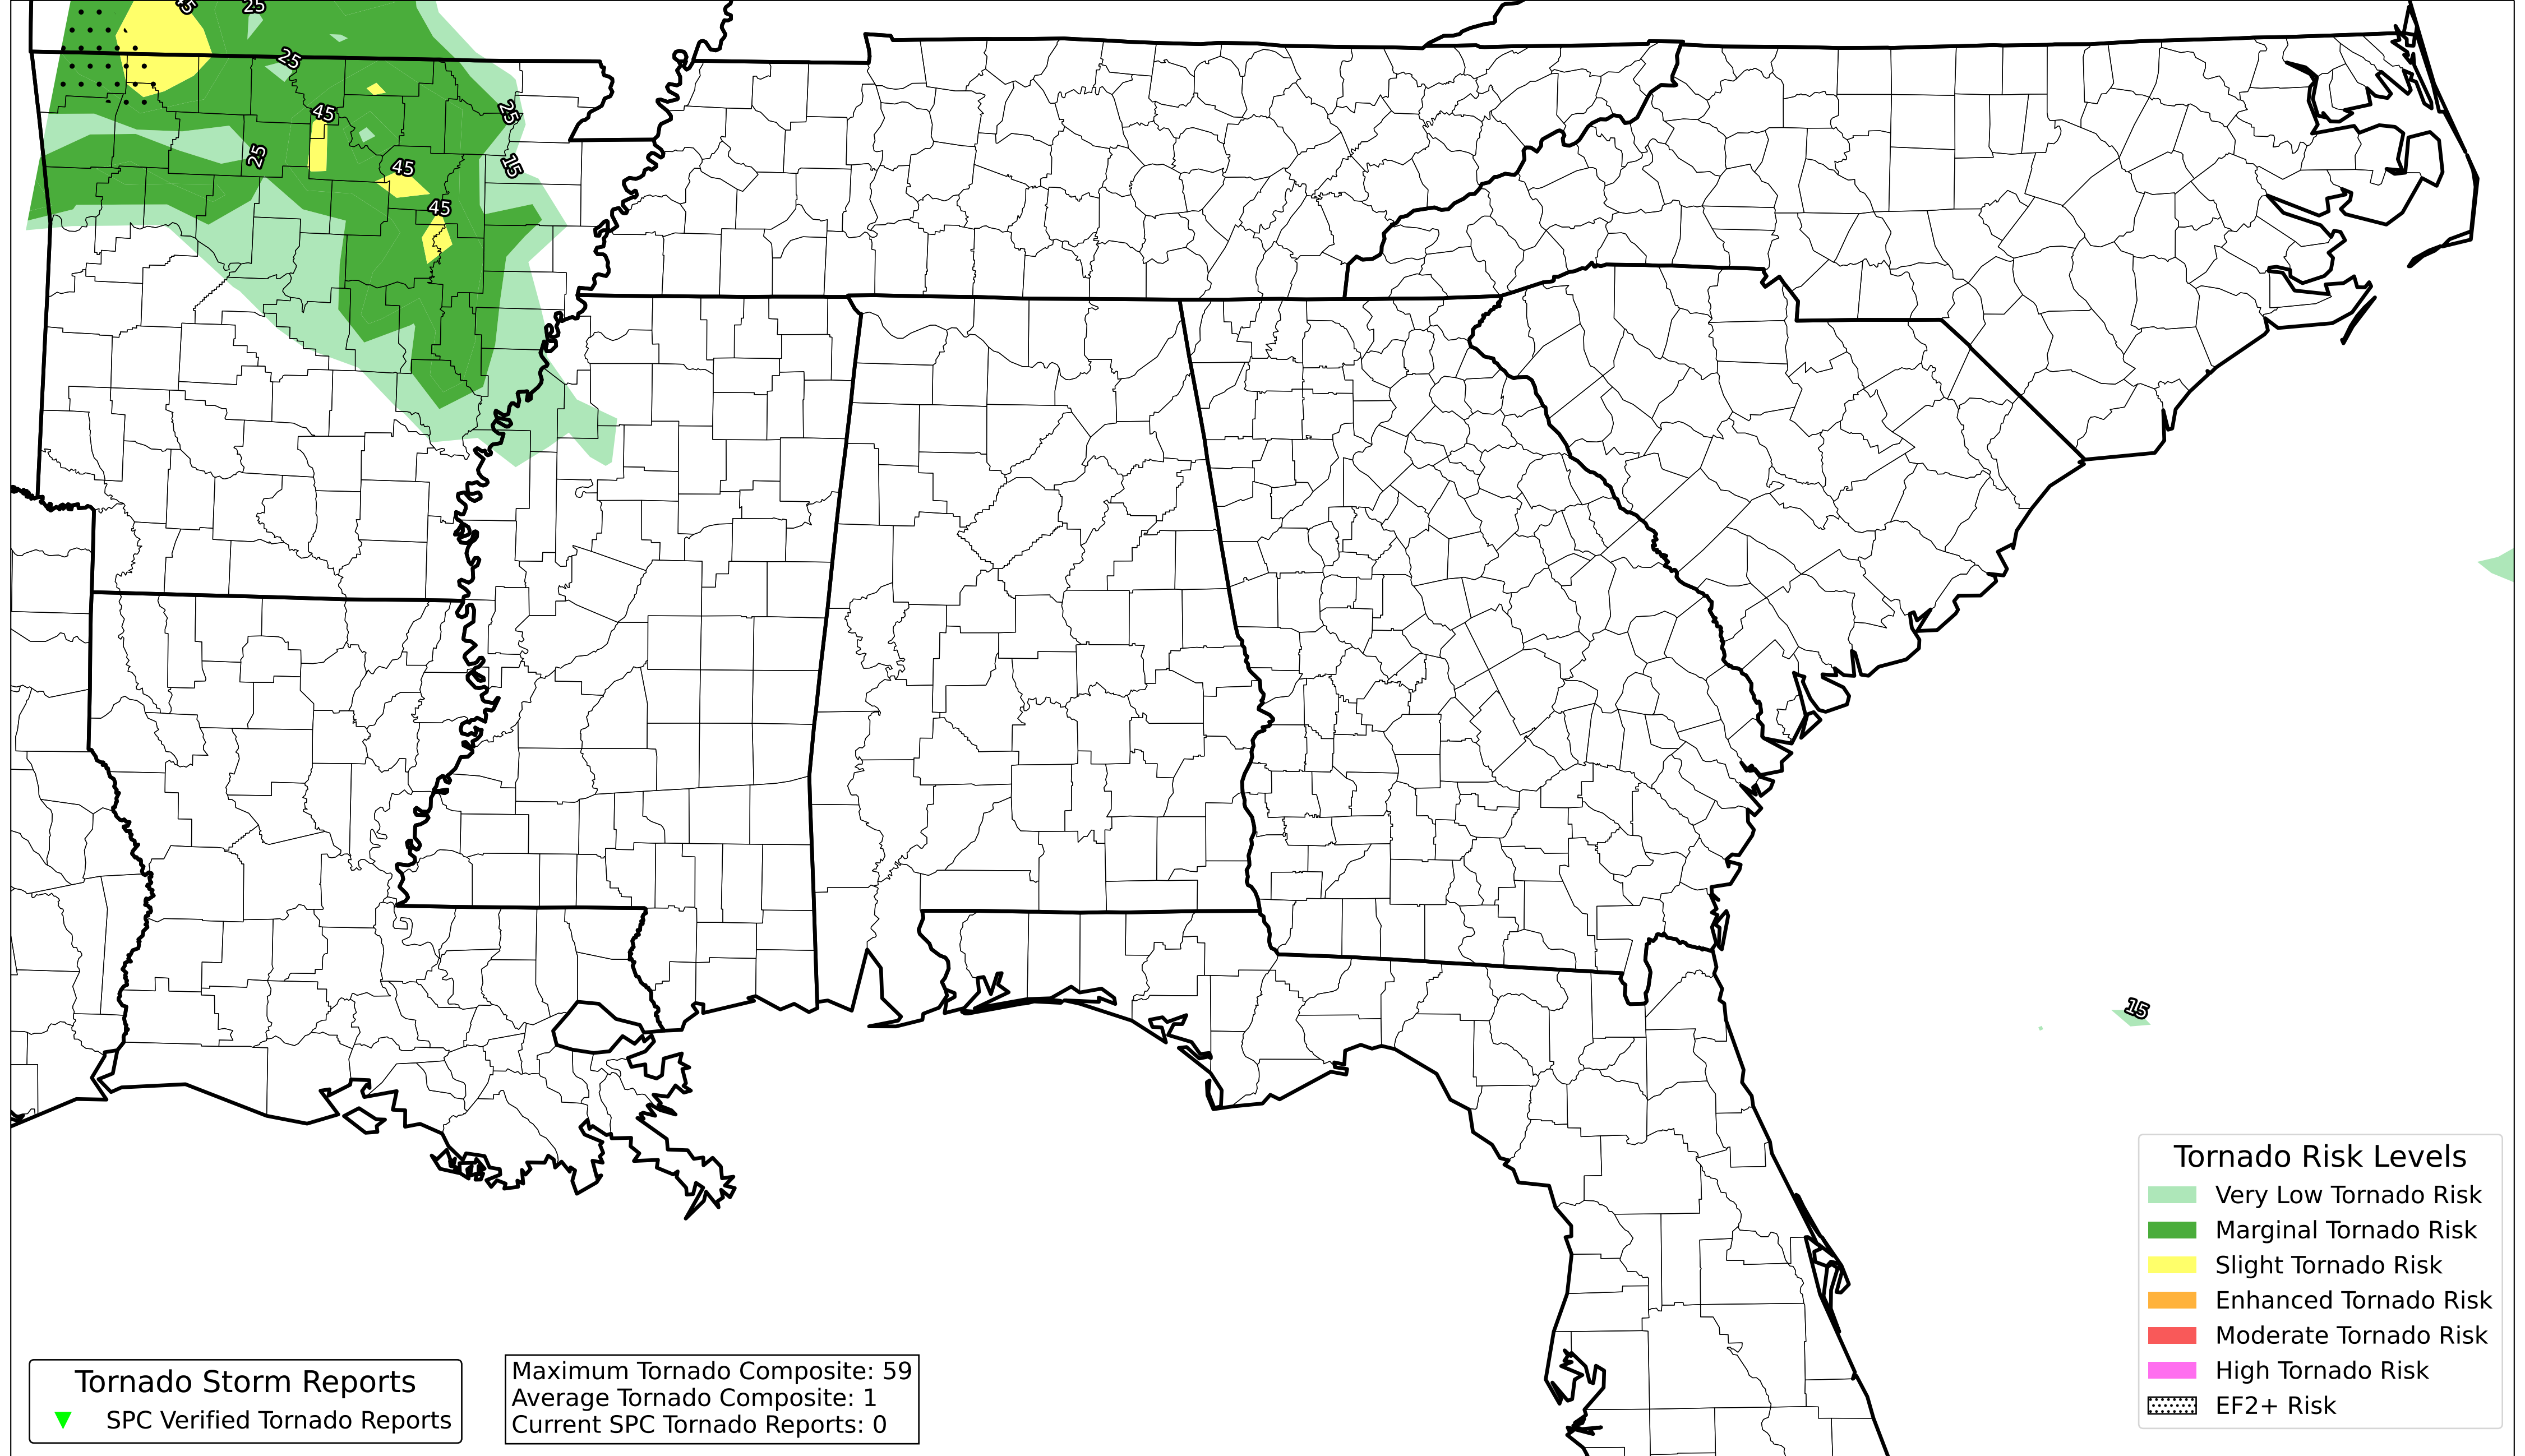 45
25
25
45
25
25
15
45
45
15
Tornado Risk Levels
Very Low Tornado Risk
Marginal Tornado Risk
Slight Tornado Risk
Enhanced Tornado Risk
Moderate Tornado Risk
High Tornado Risk
EF2+ Risk
Tornado Storm Reports
SPC Verified Tornado Reports
Maximum Tornado Composite: 59
Average Tornado Composite: 1
Current SPC Tornado Reports: 0